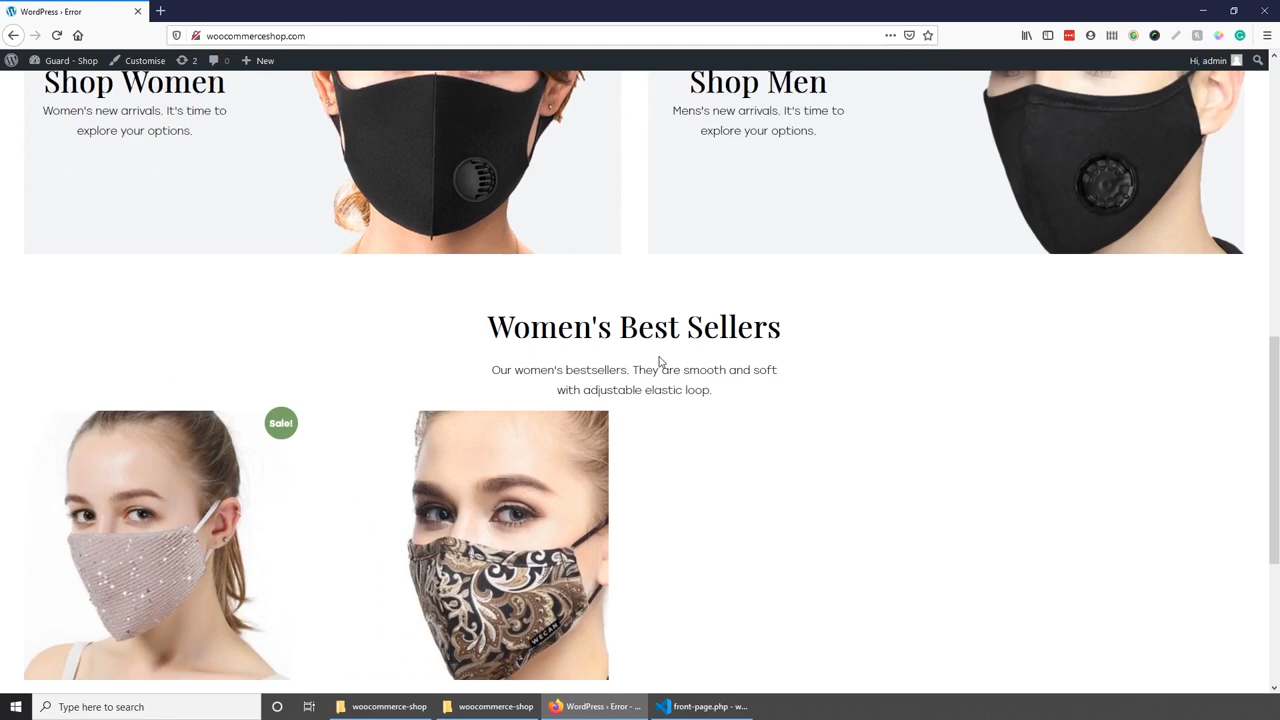 WordPress › Error
woocommerceshop.com
Guard - Shop
Customise
2
0
New
Hi, admin
Shop Women
Women's new arrivals. It's time to
explore your options.
Shop Men
Mens's new arrivals. It's time to
explore your options.
Women's Best Sellers
Our women's bestsellers. They are smooth and soft
with adjustable elastic loop.
Sale!
WECAN
Type here to search
woocommerce-shop
woocommerce-shop
WordPress › Error - ...
front-page.php - w...